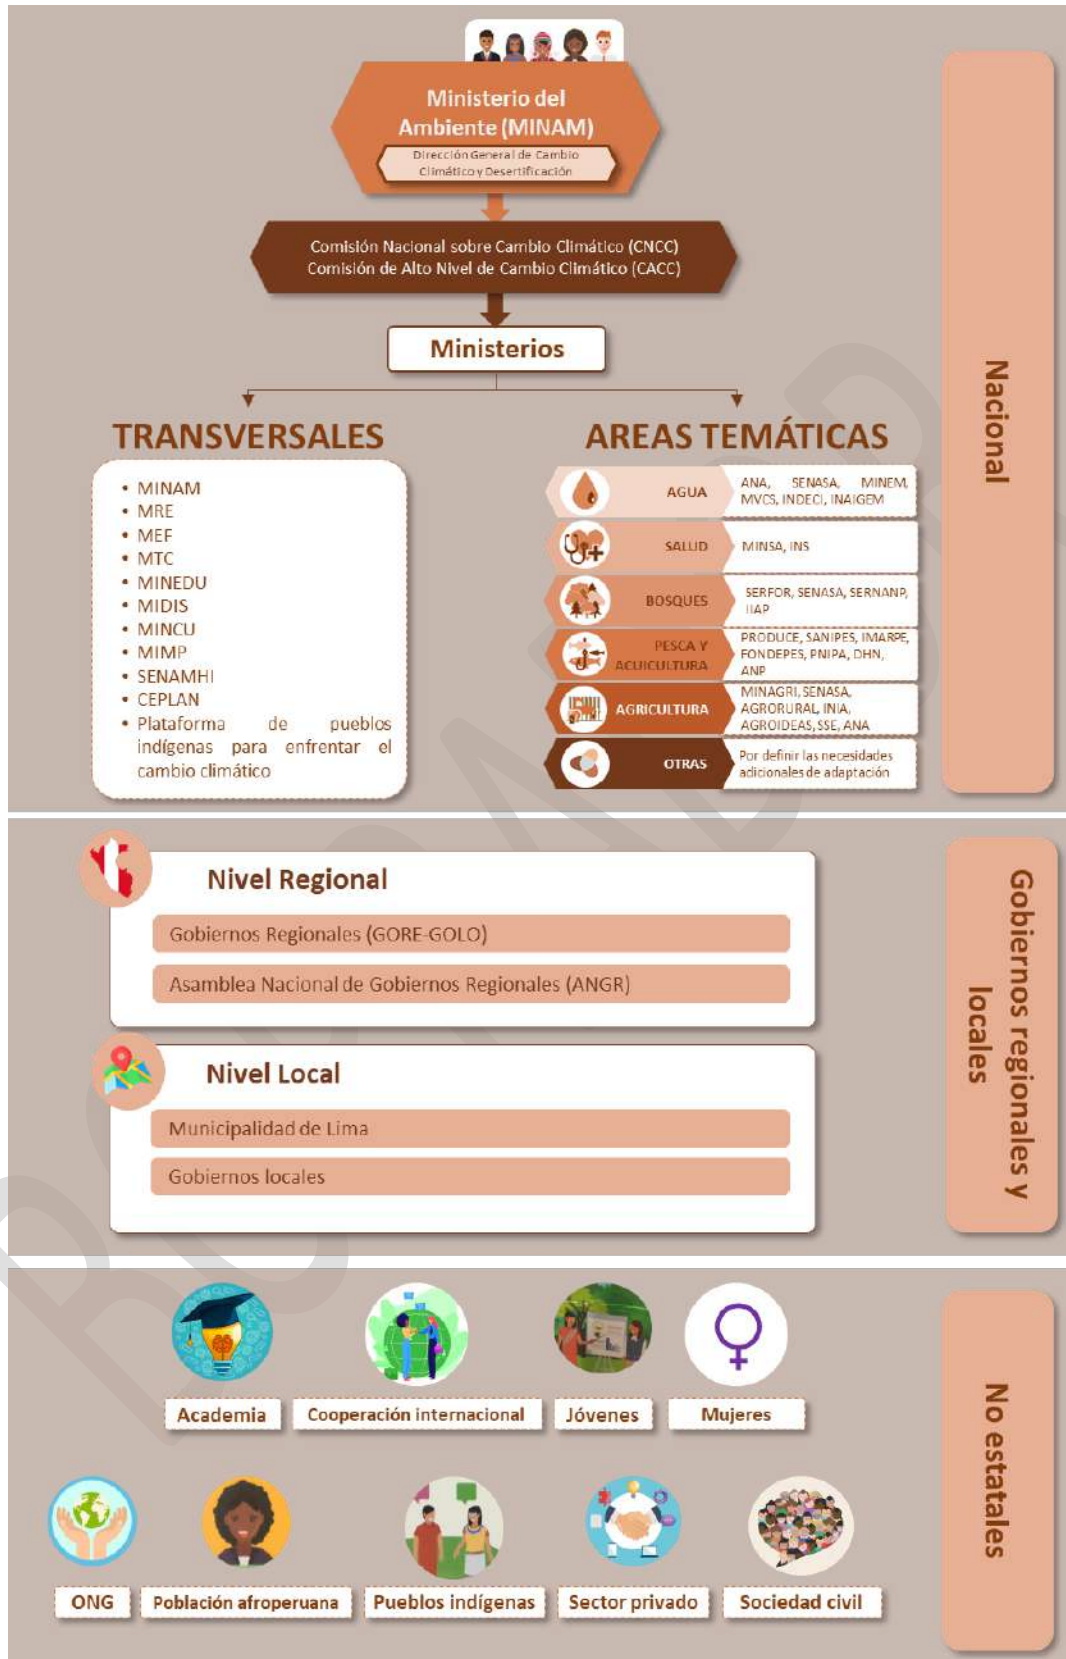 Ministerio del
Ambiente (MINAM)
Dirección General de Cambio
Climático y Desertificación
Comisión Nacional sobre Cambio Climático (CNCC)
Comisión de Alto Nivel de Cambio Climático (CACC)
Ministerios
TRANSVERSALES
• MINAM
• MRE
• MEF
• MTC
• MINEDU
• MIDIS
• MINCU
• MIMP
• SENAMHI
• CEPLAN
• Plataforma de pueblos
indígenas para enfrentar el
cambio climático
AREAS TEMÁTICAS
AGUA
ANA, SENASA, MINEM,
MVCS, INDECI, INAIGEM
SALUD
MINSA, INS
BOSQUES
SERFOR, SENASA, SERNANP,
IIAP
PESCA Y
ACUICULTURA
PRODUCE, SANIPES, IMARPE,
FONDEPES, PNIPA, DHN,
ANP
AGRICULTURA
MINAGRI, SENASA,
AGRORURAL, INIA,
AGROIDEAS, SSE, ANA
OTRAS
Por definir las necesidades
adicionales de adaptación
Nacional
Nivel Regional
Gobiernos Regionales (GORE-GOLO)
Asamblea Nacional de Gobiernos Regionales (ANGR)
Nivel Local
Municipalidad de Lima
Gobiernos locales
Gobiernos regionales y
locales
Academia
Cooperación internacional
Jóvenes
Mujeres
ONG
Población afroperuana
Pueblos indígenas
Sector privado
Sociedad civil
No estatales
BORRADOR